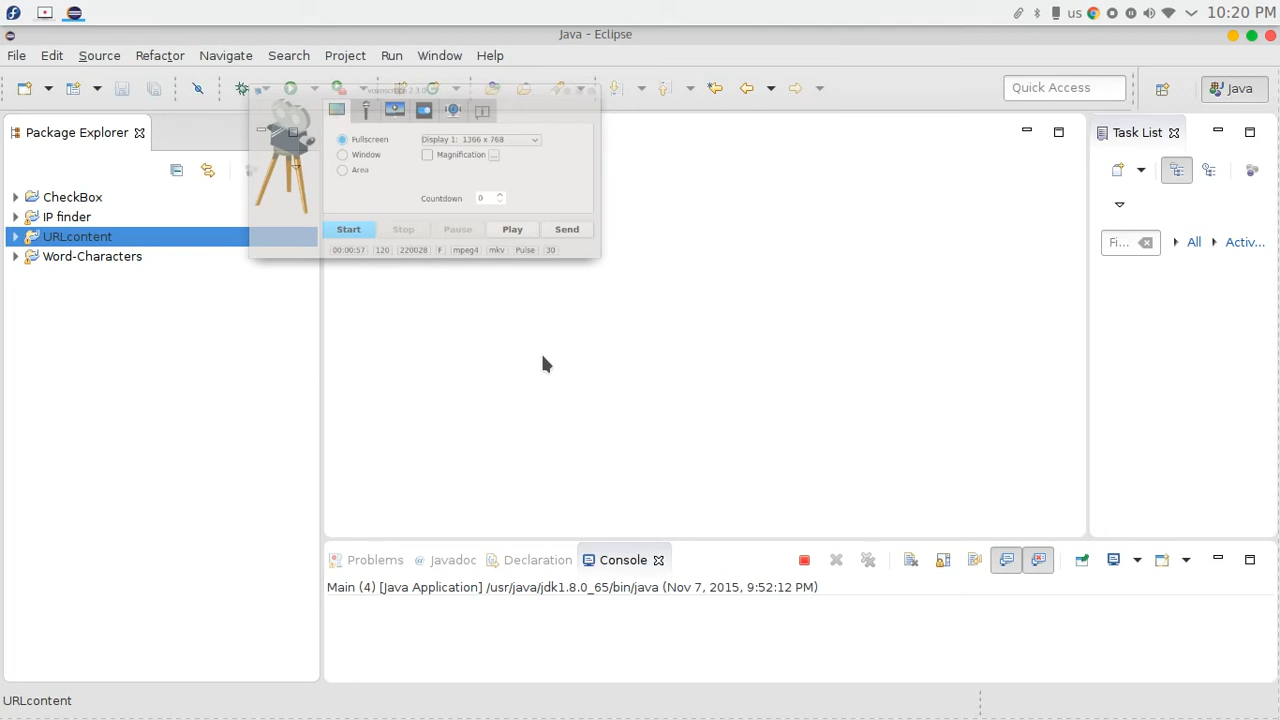 us 10:20 PM
Java - Eclipse
File Edit Source Refactor Navigate Search Project Run Window Help
Quick Access Java
Package Explorer
CheckBox
IP finder
URLcontent
Word-Characters
Fullscreen Display 1: 1366 x 768
Window Magnification ...
Area
Countdown 0
Start Stop Pause Play Send
00:00:57 120 220028 F mpeg4 mkv Pulse 30
Task List
Fi... All Activ...
Problems Javadoc Declaration Console
Main (4) [Java Application] /usr/java/jdk1.8.0_65/bin/java (Nov 7, 2015, 9:52:12 PM)
URLcontent